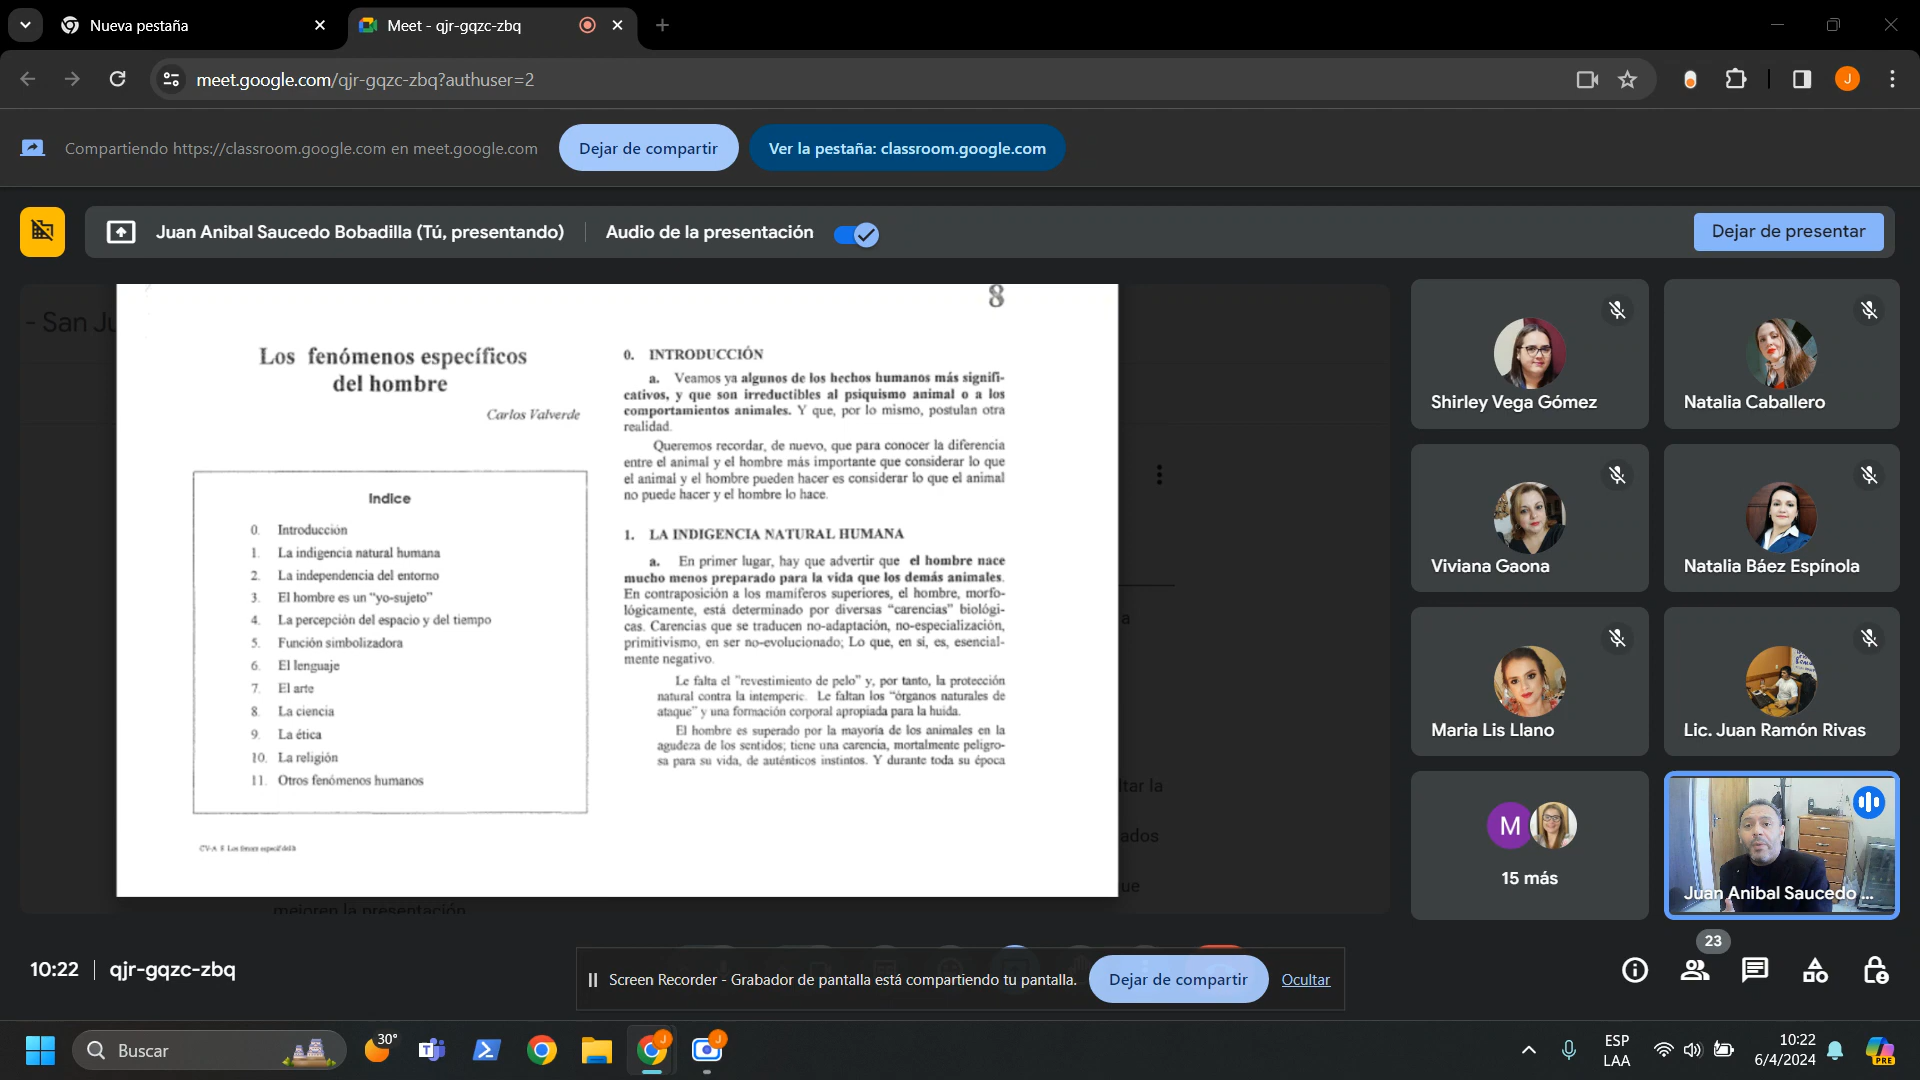 Nueva pestaña
Meet - qjr-gqzc-zbq
meet.google.com/qjr-gqzc-zbq?authuser=2
J
Compartiendo https://classroom.google.com en meet.google.com
Dejar de compartir
Ver la pestaña: classroom.google.com
Juan Anibal Saucedo Bobadilla (Tú, presentando)
Audio de la presentación
Dejar de presentar
- San Ju
8
Los fenómenos específicos
del hombre
Carlos Valverde
Indice
0. Introducción
1. La indigencia natural humana
2. La independencia del entorno
3. El hombre es un "yo-sujeto"
4. La percepción del espacio y del tiempo
5. Función simbolizadora
6. El lenguaje
7. El arte
8. La ciencia
9. La ética
10. La religión
11. Otros fenómenos humanos
0. INTRODUCCIÓN
a. Veamos ya algunos de los hechos humanos más signifi-
cativos, y que son irreductibles al psiquismo animal o a los
comportamientos animales. Y que, por lo mismo, postulan otra
realidad.
Queremos recordar, de nuevo, que para conocer la diferencia
entre el animal y el hombre más importante que considerar lo que
el animal y el hombre pueden hacer es considerar lo que el animal
no puede hacer y el hombre lo hace.
1. LA INDIGENCIA NATURAL HUMANA
a. En primer lugar, hay que advertir que el hombre nace
mucho menos preparado para la vida que los demás animales.
En contraposición a los mamíferos superiores, el hombre, morfo-
lógicamente, está determinado por diversas "carencias" biológi-
cas. Carencias que se traducen no-adaptación, no-especialización,
primitivismo, en ser no-evolucionado; Lo que, en sí, es, esencial-
mente negativo.
Le falta el "revestimiento de pelo" y, por tanto, la protección
natural contra la intemperie. Le faltan los "órganos naturales de
ataque" y una formación corporal apropiada para la huida.
El hombre es superado por la mayoría de los animales en la
agudeza de los sentidos; tiene una carencia, mortalmente peligro-
sa para su vida, de auténticos instintos. Y durante toda su época
a
ltar la
ados
ue
mejoren la presentación
Shirley Vega Gómez
Natalia Caballero
Viviana Gaona
Natalia Báez Espínola
Maria Lis Llano
Lic. Juan Ramón Rivas
M
15 más
Juan Anibal Saucedo ...
10:22
qjr-gqzc-zbq
Screen Recorder - Grabador de pantalla está compartiendo tu pantalla.
Dejar de compartir
Ocultar
23
Buscar
30°
J
J
ESP
LAA
10:22
6/4/2024
PRE